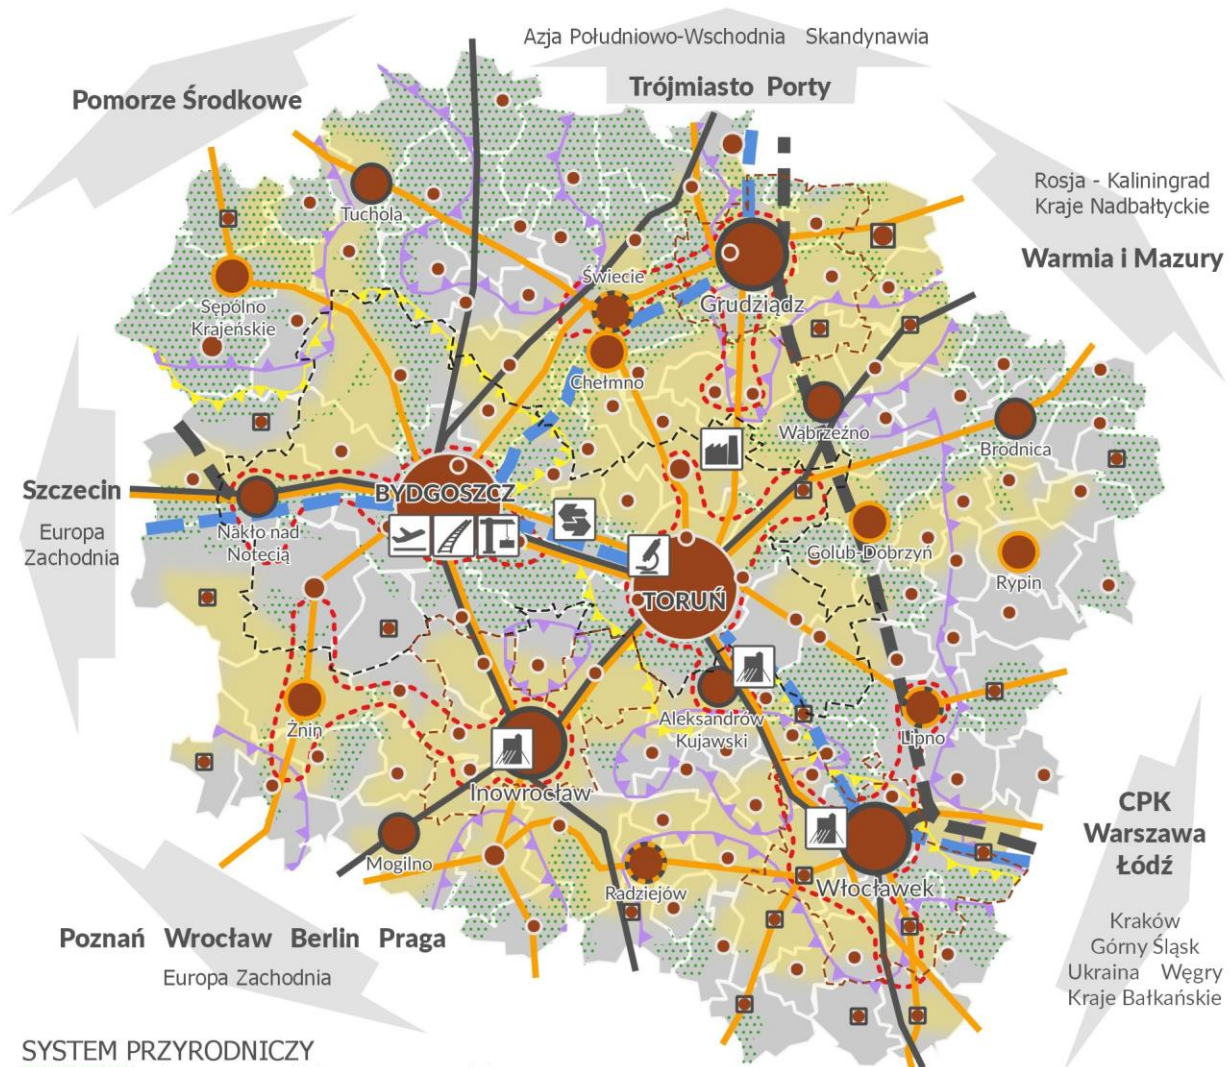 Azja Południowo-Wschodnia Skandynawia
Trójmiasto Porty
Pomorze Środkowe
Rosja - Kaliningrad
Kraje Nadbałtyckie
Warmia i Mazury
Tuchola
Sępólno
Krajeńskie
Świecie
Grudziądz
Chełmno
Wąbrzeźno
Brodnica
Szczecin
Europa
Zachodnia
BYDGOSZCZ
Nakło nad
Notecią
Golub-Dobrzyń
Rypin
TORUŃ
Żnin
Aleksandrów
Kujawski
Lipno
Inowrocław
Mogilno
Radziejów
Włocławek
CPK
Warszawa
Łódź
Kraków
Górny Śląsk
Ukraina Węgry
Kraje Bałkańskie
Poznań Wrocław Berlin Praga
Europa Zachodnia
SYSTEM PRZYRODNICZY